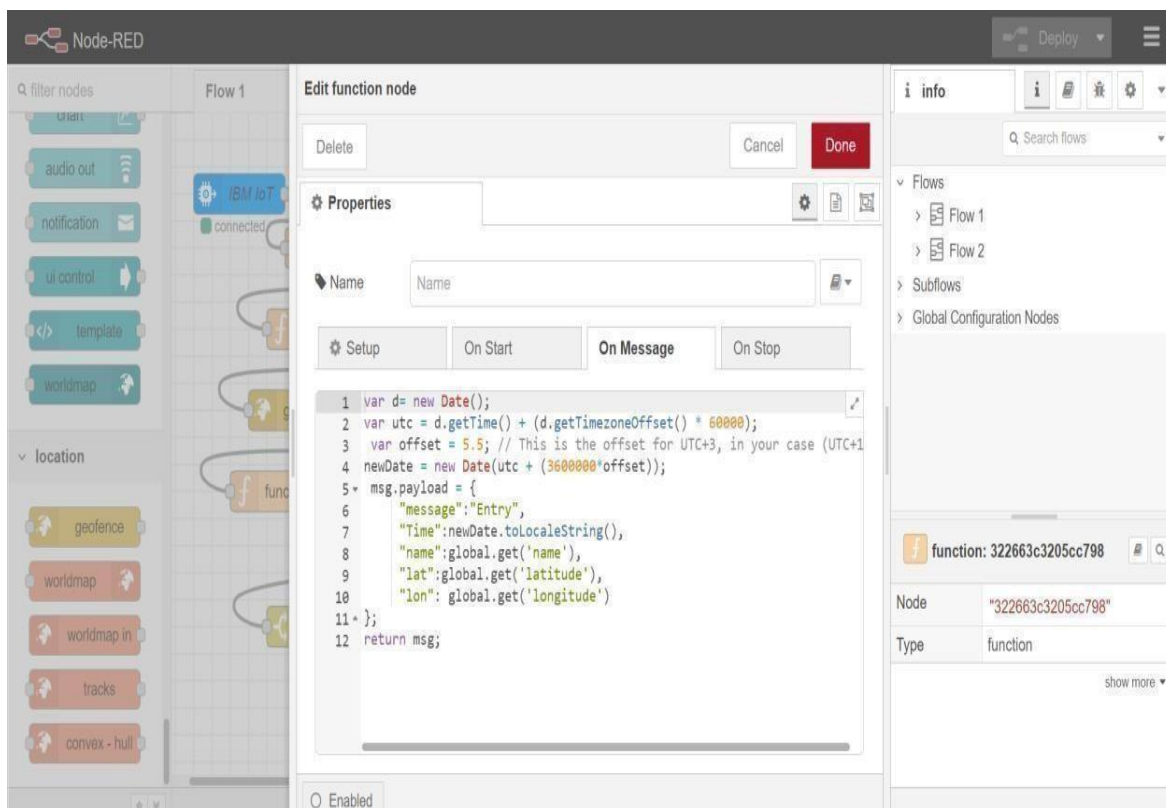 Node-RED
Deploy
filter nodes
chart
audio out
notification
ui control
template
worldmap
location
geofence
worldmap
worldmap in
tracks
convex - hull
Flow 1
IBM IoT
connected
func
Edit function node
Delete
Cancel
Done
Properties
Name
Name
Setup
On Start
On Message
On Stop
1 var d= new Date();
2 var utc = d.getTime() + (d.getTimezoneOffset() * 60000);
3 var offset = 5.5; // This is the offset for UTC+3, in your case (UTC+1
4 newDate = new Date(utc + (3600000*offset));
5 msg.payload = {
6 "message":"Entry",
7 "Time":newDate.toLocaleString(),
8 "name":global.get('name'),
9 "lat":global.get('latitude'),
10 "lon": global.get('longitude')
11 };
12 return msg;
Enabled
i info
i
Search flows
Flows
Flow 1
Flow 2
Subflows
Global Configuration Nodes
function: 322663c3205cc798
Node "322663c3205cc798"
Type function
show more